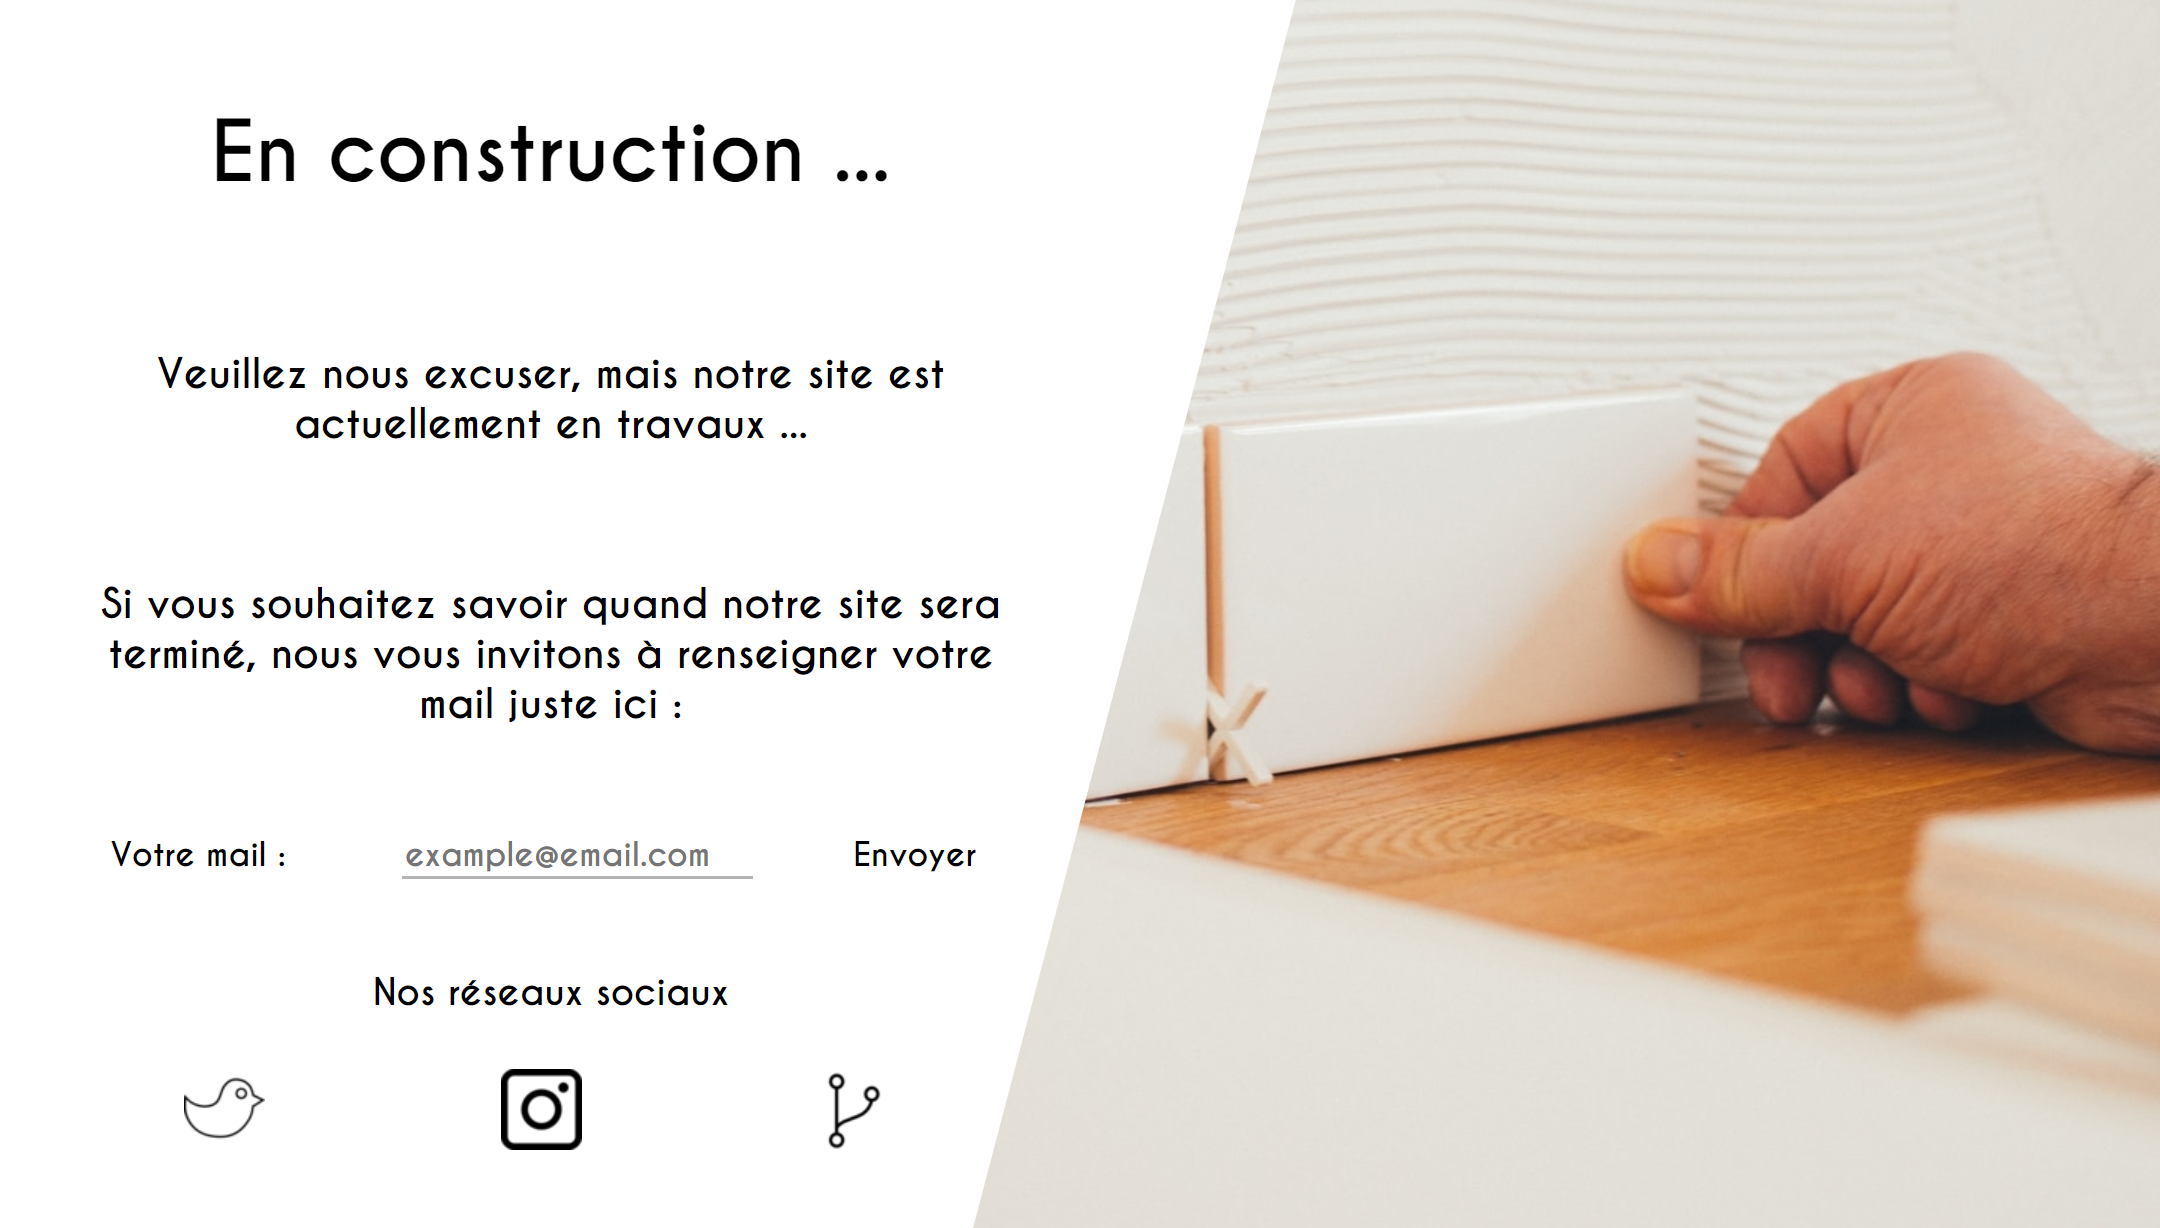 En construction ...
Veuillez nous excuser, mais notre site est
actuellement en travaux ...
Si vous souhaitez savoir quand notre site sera
terminé, nous vous invitons à renseigner votre
mail juste ici :
Votre mail : example@email.com Envoyer
Nos réseaux sociaux